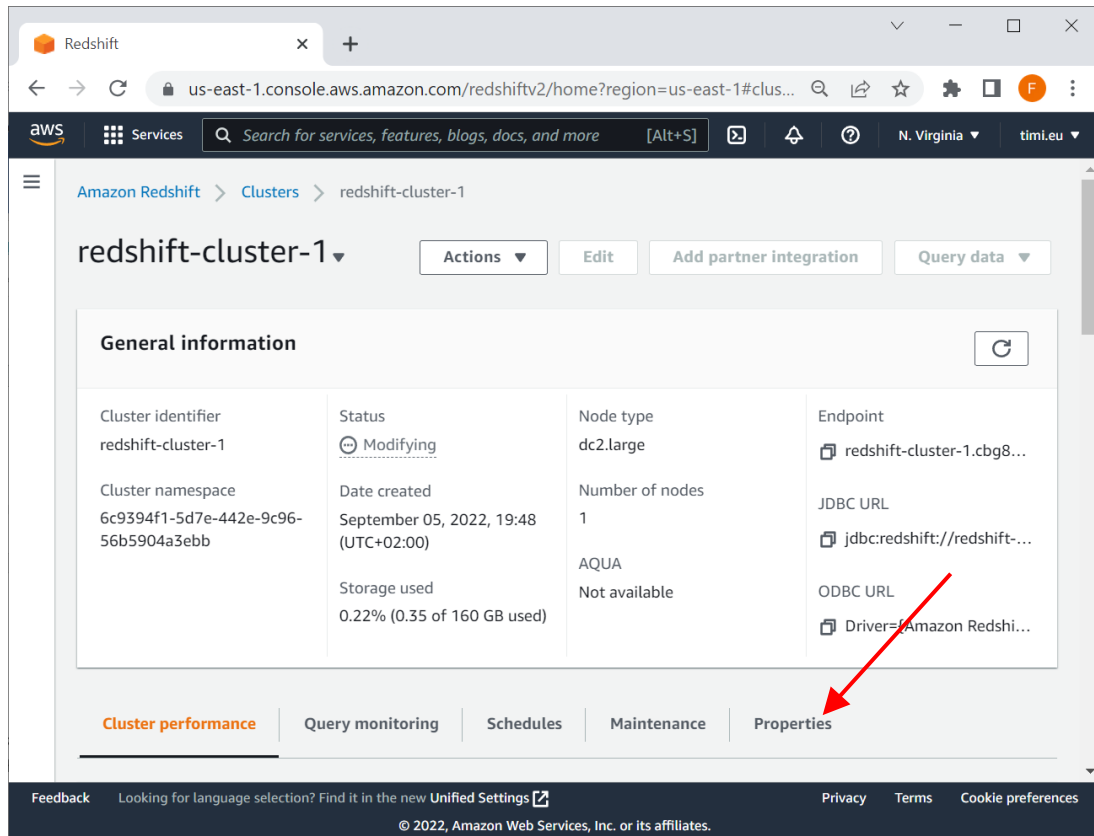 Redshift
us-east-1.console.aws.amazon.com/redshiftv2/home?region=us-east-1#clus...
F
aws
Services
Search for services, features, blogs, docs, and more [Alt+S]
N. Virginia
timi.eu
Amazon Redshift > Clusters > redshift-cluster-1
redshift-cluster-1
Actions
Edit
Add partner integration
Query data
General information
Cluster identifier
redshift-cluster-1
Cluster namespace
6c9394f1-5d7e-442e-9c96-
56b5904a3ebb
Status
Modifying
Date created
September 05, 2022, 19:48
(UTC+02:00)
Storage used
0.22% (0.35 of 160 GB used)
Node type
dc2.large
Number of nodes
1
AQUA
Not available
Endpoint
redshift-cluster-1.cbg8...
JDBC URL
jdbc:redshift://redshift-...
ODBC URL
Driver={Amazon Redshi...
Cluster performance
Query monitoring
Schedules
Maintenance
Properties
Feedback
Looking for language selection? Find it in the new Unified Settings
Privacy
Terms
Cookie preferences
© 2022, Amazon Web Services, Inc. or its affiliates.